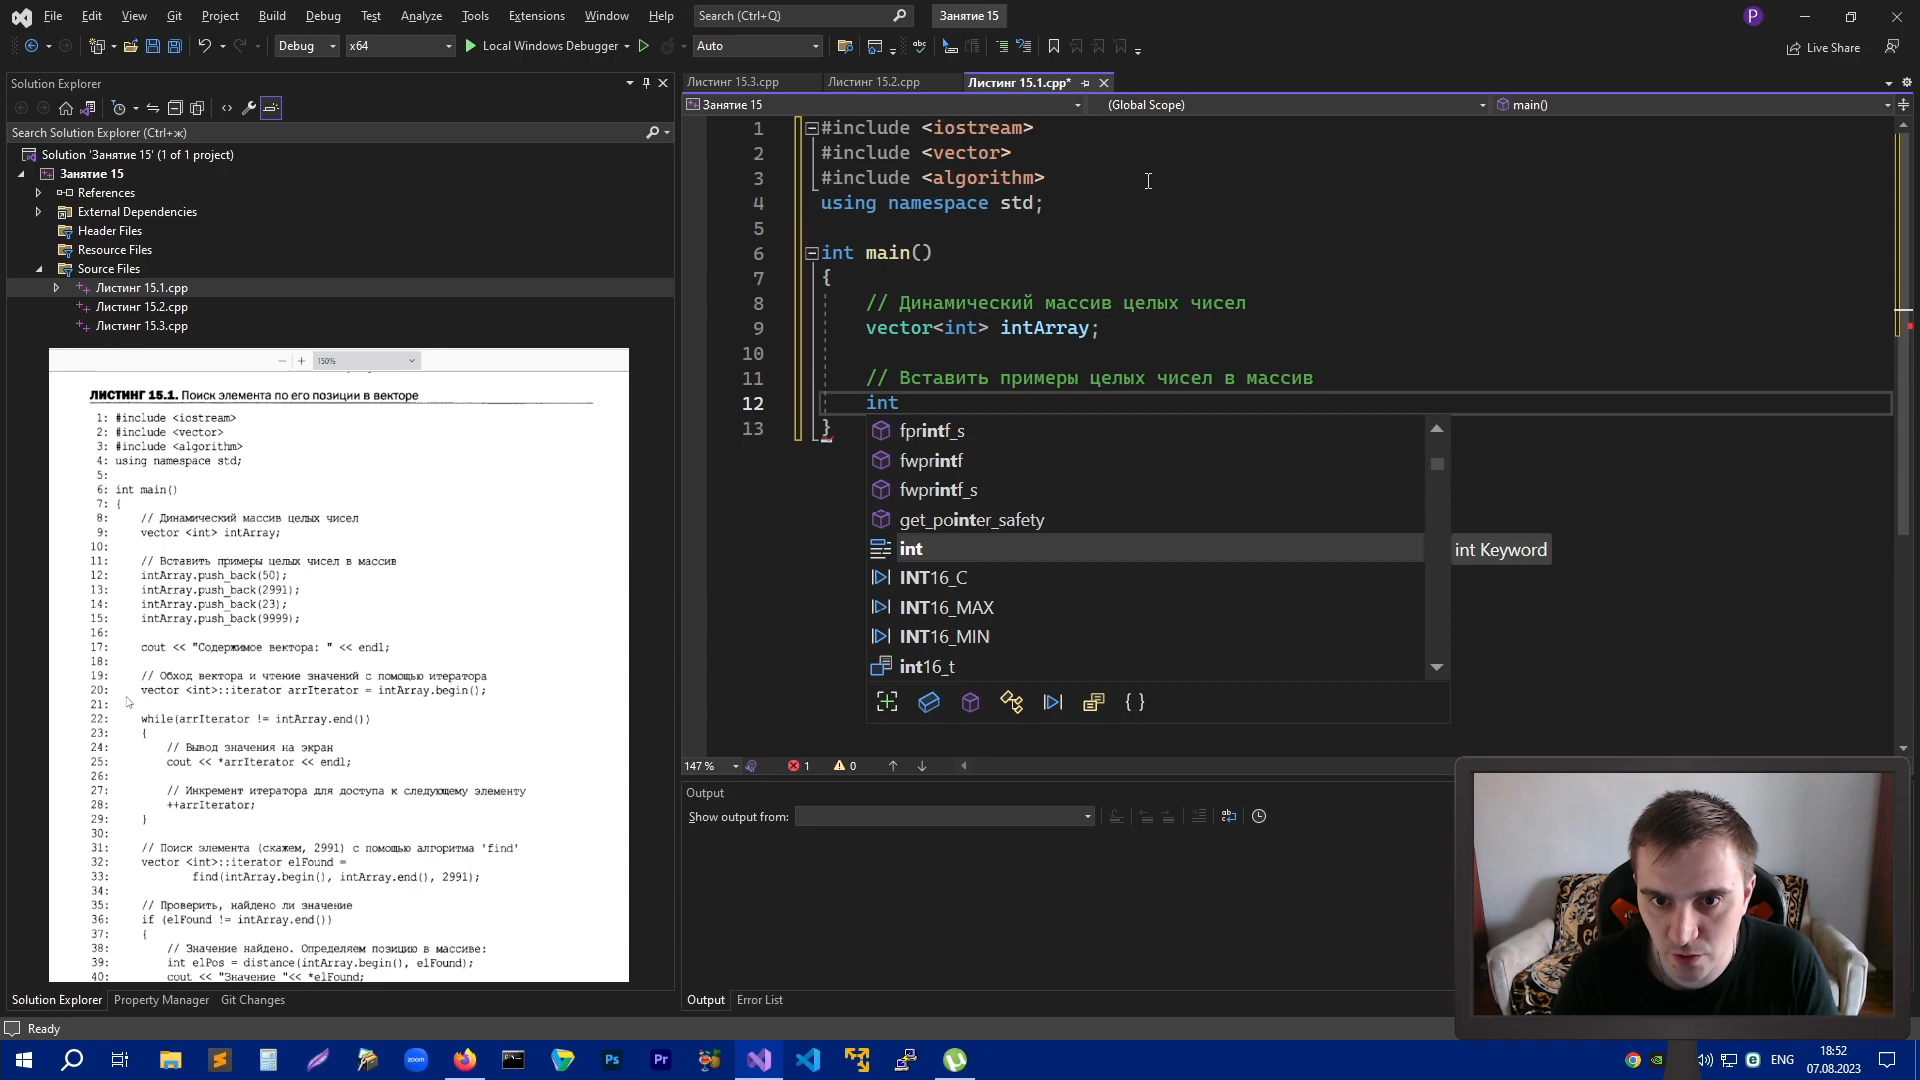 File Edit View Git Project Build Debug Test Analyze Tools Extensions Window Help Search (Ctrl+Q) Занятие 15 P
Debug x64 Local Windows Debugger Auto Live Share
Solution Explorer
Search Solution Explorer (Ctrl+ж)
Solution 'Занятие 15' (1 of 1 project)
Занятие 15
References
External Dependencies
Header Files
Resource Files
Source Files
Листинг 15.1.cpp
Листинг 15.2.cpp
Листинг 15.3.cpp
150%
ЛИСТИНГ 15.1. Поиск элемента по его позиции в векторе
1: #include <iostream>
2: #include <vector>
3: #include <algorithm>
4: using namespace std;
5:
6: int main()
7: {
8: // Динамический массив целых чисел
9: vector <int> intArray;
10:
11: // Вставить примеры целых чисел в массив
12: intArray.push_back(50);
13: intArray.push_back(2991);
14: intArray.push_back(23);
15: intArray.push_back(9999);
16:
17: cout << "Содержимое вектора: " << endl;
18:
19: // Обход вектора и чтение значений с помощью итератора
20: vector <int>::iterator arrIterator = intArray.begin();
21:
22: while(arrIterator != intArray.end())
23: {
24: // Вывод значения на экран
25: cout << *arrIterator << endl;
26:
27: // Инкремент итератора для доступа к следующему элементу
28: ++arrIterator;
29: }
30:
31: // Поиск элемента (скажем, 2991) с помощью алгоритма 'find'
32: vector <int>::iterator elFound =
33: find(intArray.begin(), intArray.end(), 2991);
34:
35: // Проверить, найдено ли значение
36: if (elFound != intArray.end())
37: {
38: // Значение найдено. Определяем позицию в массиве:
39: int elPos = distance(intArray.begin(), elFound);
40: cout << "Значение "<< *elFound;
Solution Explorer Property Manager Git Changes
Листинг 15.3.cpp Листинг 15.2.cpp Листинг 15.1.cpp*
Занятие 15 (Global Scope) main()
1 #include <iostream>
2 #include <vector>
3 #include <algorithm>
4 using namespace std;
5
6 int main()
7 {
8 // Динамический массив целых чисел
9 vector<int> intArray;
10
11 // Вставить примеры целых чисел в массив
12 int
13 }
fprintf_s
fwprintf
fwprintf_s
get_pointer_safety
int int Keyword
INT16_C
INT16_MAX
INT16_MIN
int16_t
147 % 1 0
Output
Show output from:
Output Error List
Ready
zoom Ps Pr ENG 18:52
07.08.2023